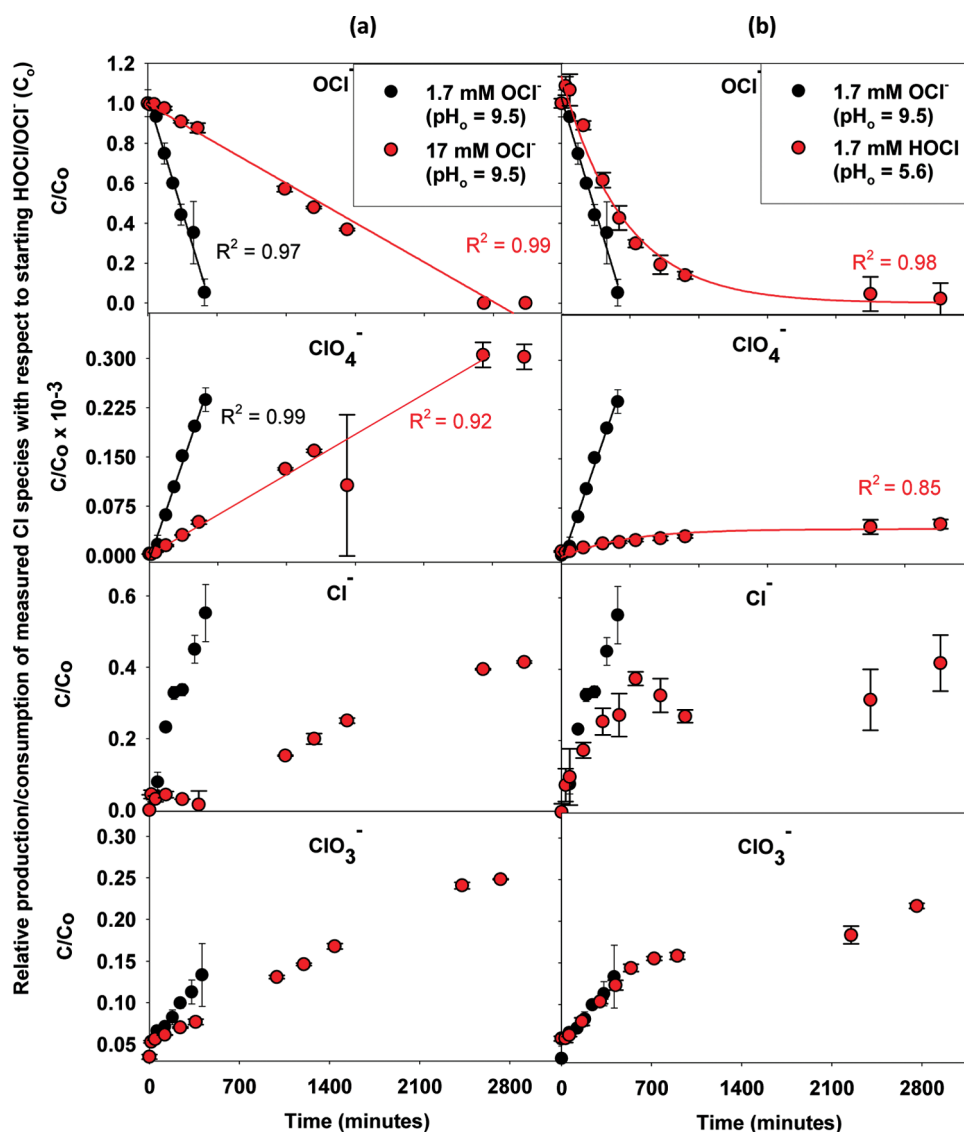 (a)
(b)
Relative production/consumption of measured Cl species with respect to starting HOCl/OCl⁻ (Cₒ)
C/Co
1.2
1.0
0.8
0.6
0.4
0.2
0.0
OCl⁻
1.7 mM OCl⁻
(pHₒ = 9.5)
17 mM OCl⁻
(pHₒ = 9.5)
R² = 0.97
R² = 0.99
OCl⁻
1.7 mM OCl⁻
(pHₒ = 9.5)
1.7 mM HOCl
(pHₒ = 5.6)
R² = 0.98
C/Co x 10⁻³
0.300
0.225
0.150
0.075
0.000
ClO₄⁻
R² = 0.99
R² = 0.92
ClO₄⁻
R² = 0.85
C/Co
0.6
0.4
0.2
0.0
Cl⁻
Cl⁻
C/Co
0.25
0.20
0.15
0.10
0.05
ClO₃⁻
ClO₃⁻
0 700 1400 2100 2800
0 700 1400 2100 2800
Time (minutes)
Time (minutes)